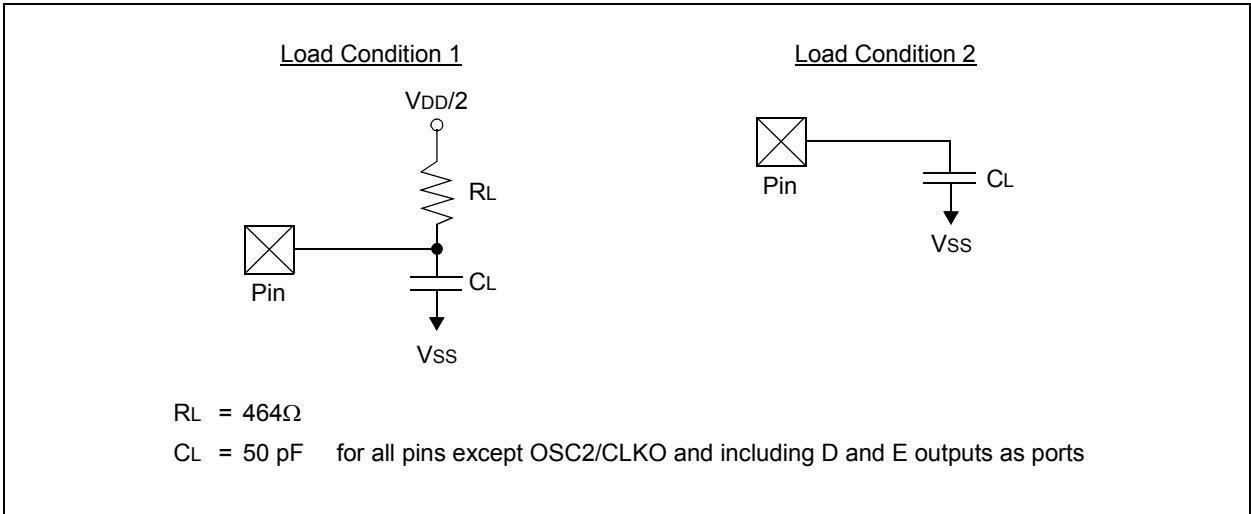 Load Condition 1
VDD/2
RL
Pin
CL
VSS
Load Condition 2
Pin
CL
VSS
RL = 464Ω
CL = 50 pF for all pins except OSC2/CLKO and including D and E outputs as ports